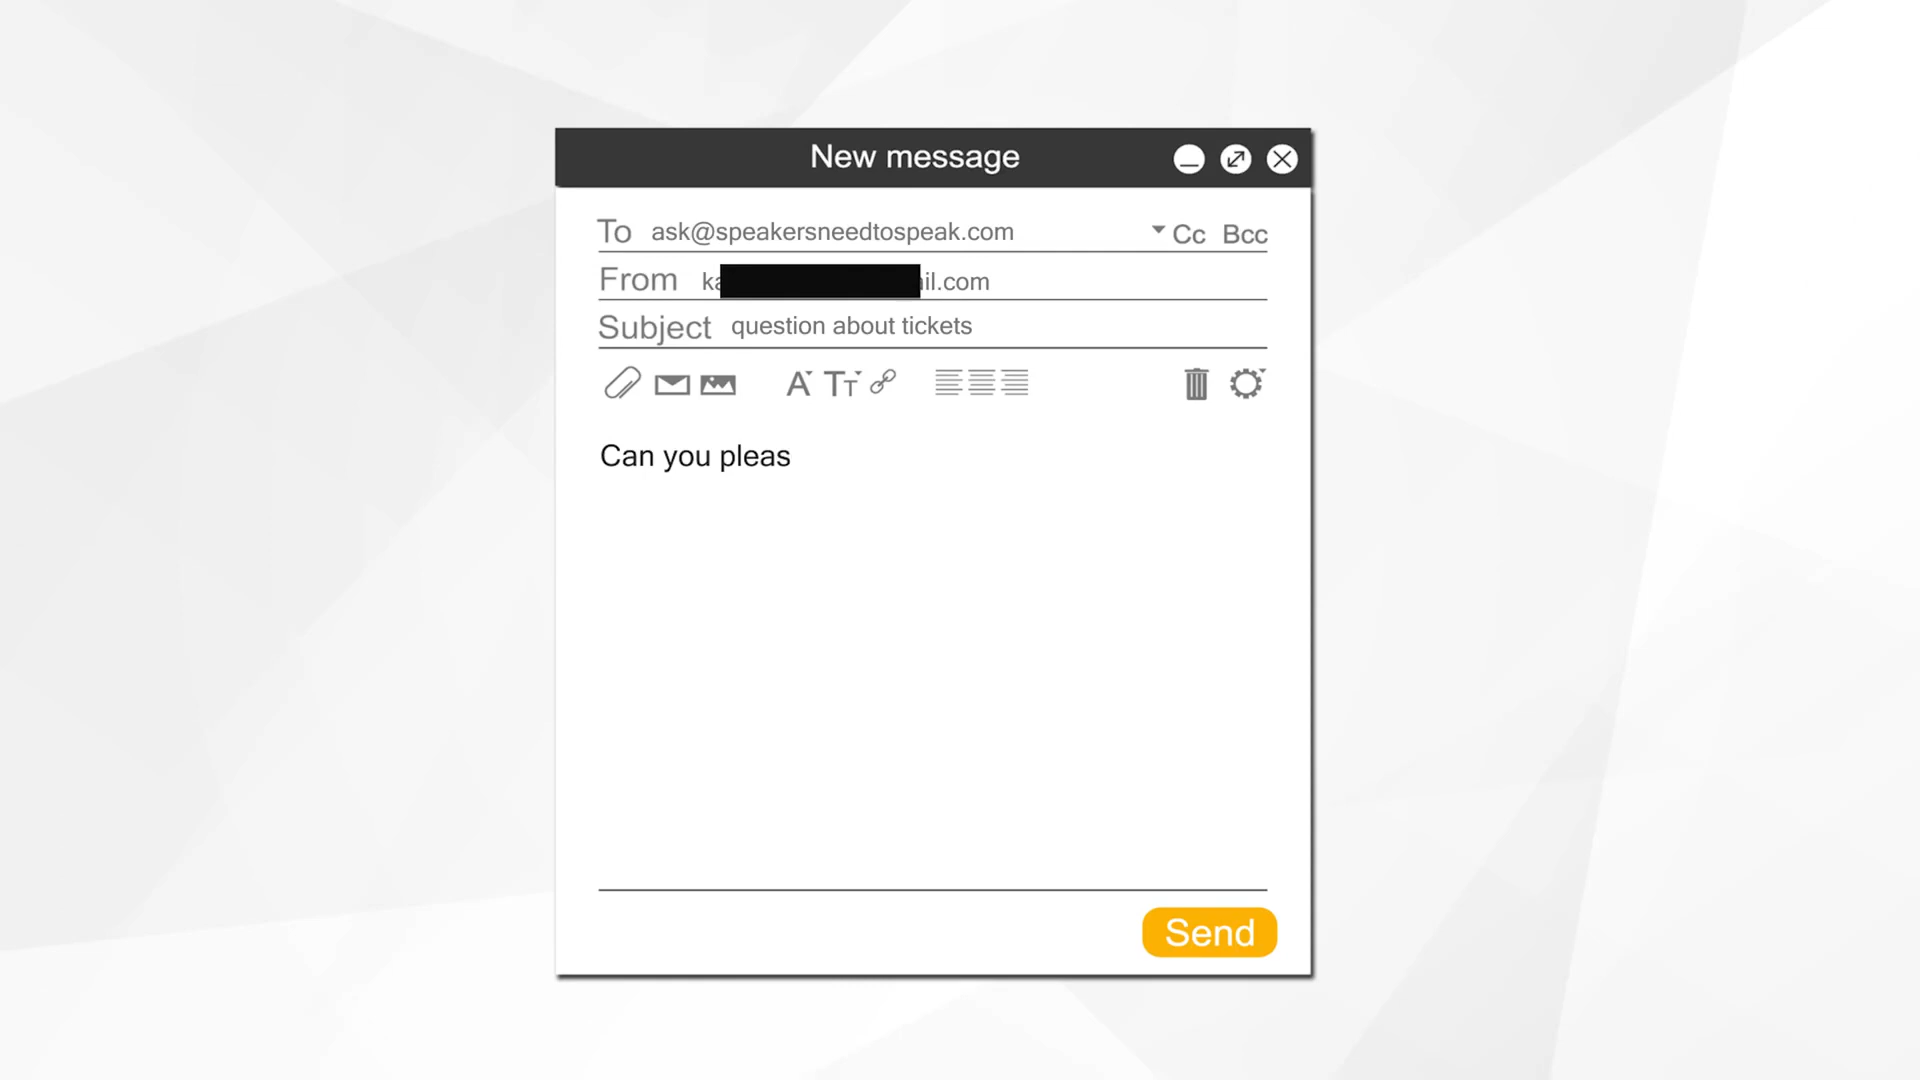 New message
To ask@speakersneedtospeak.com Cc Bcc
From ka il.com
Subject question about tickets
Can you pleas
Send